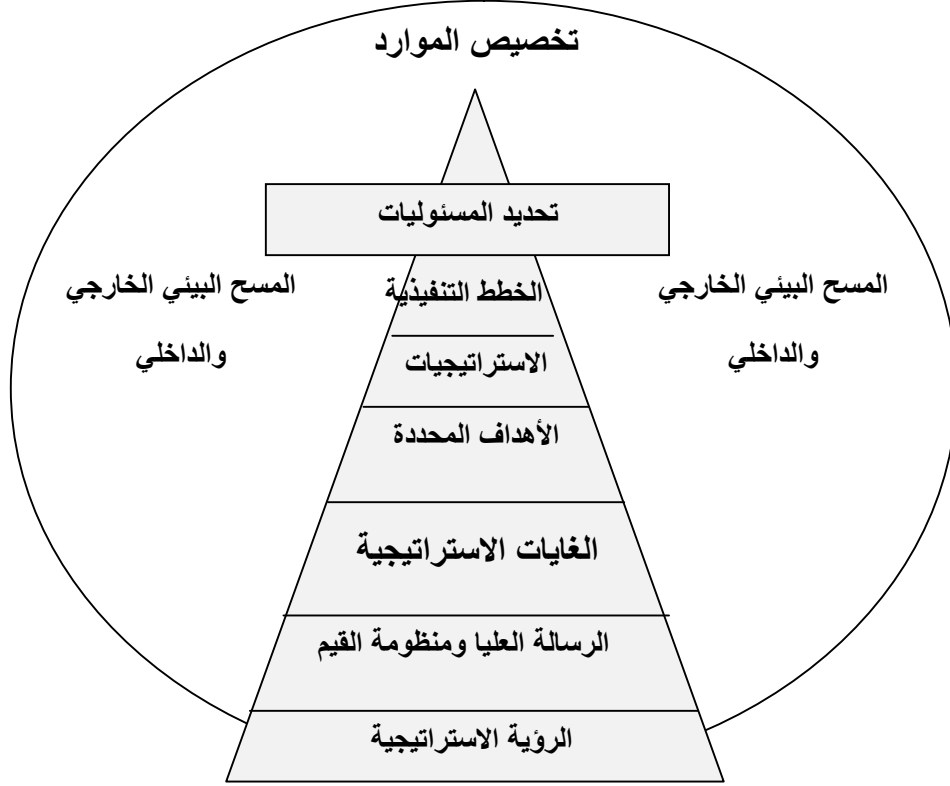 تخصيص الموارد
تحديد المسئوليات
المسح البيئي الخارجي
والداخلي
الخطط التنفيذية
المسح البيئي الخارجي
والداخلي
الاستراتيجيات
الأهداف المحددة
الغايات الاستراتيجية
الرسالة العليا ومنظومة القيم
الرؤية الاستراتيجية